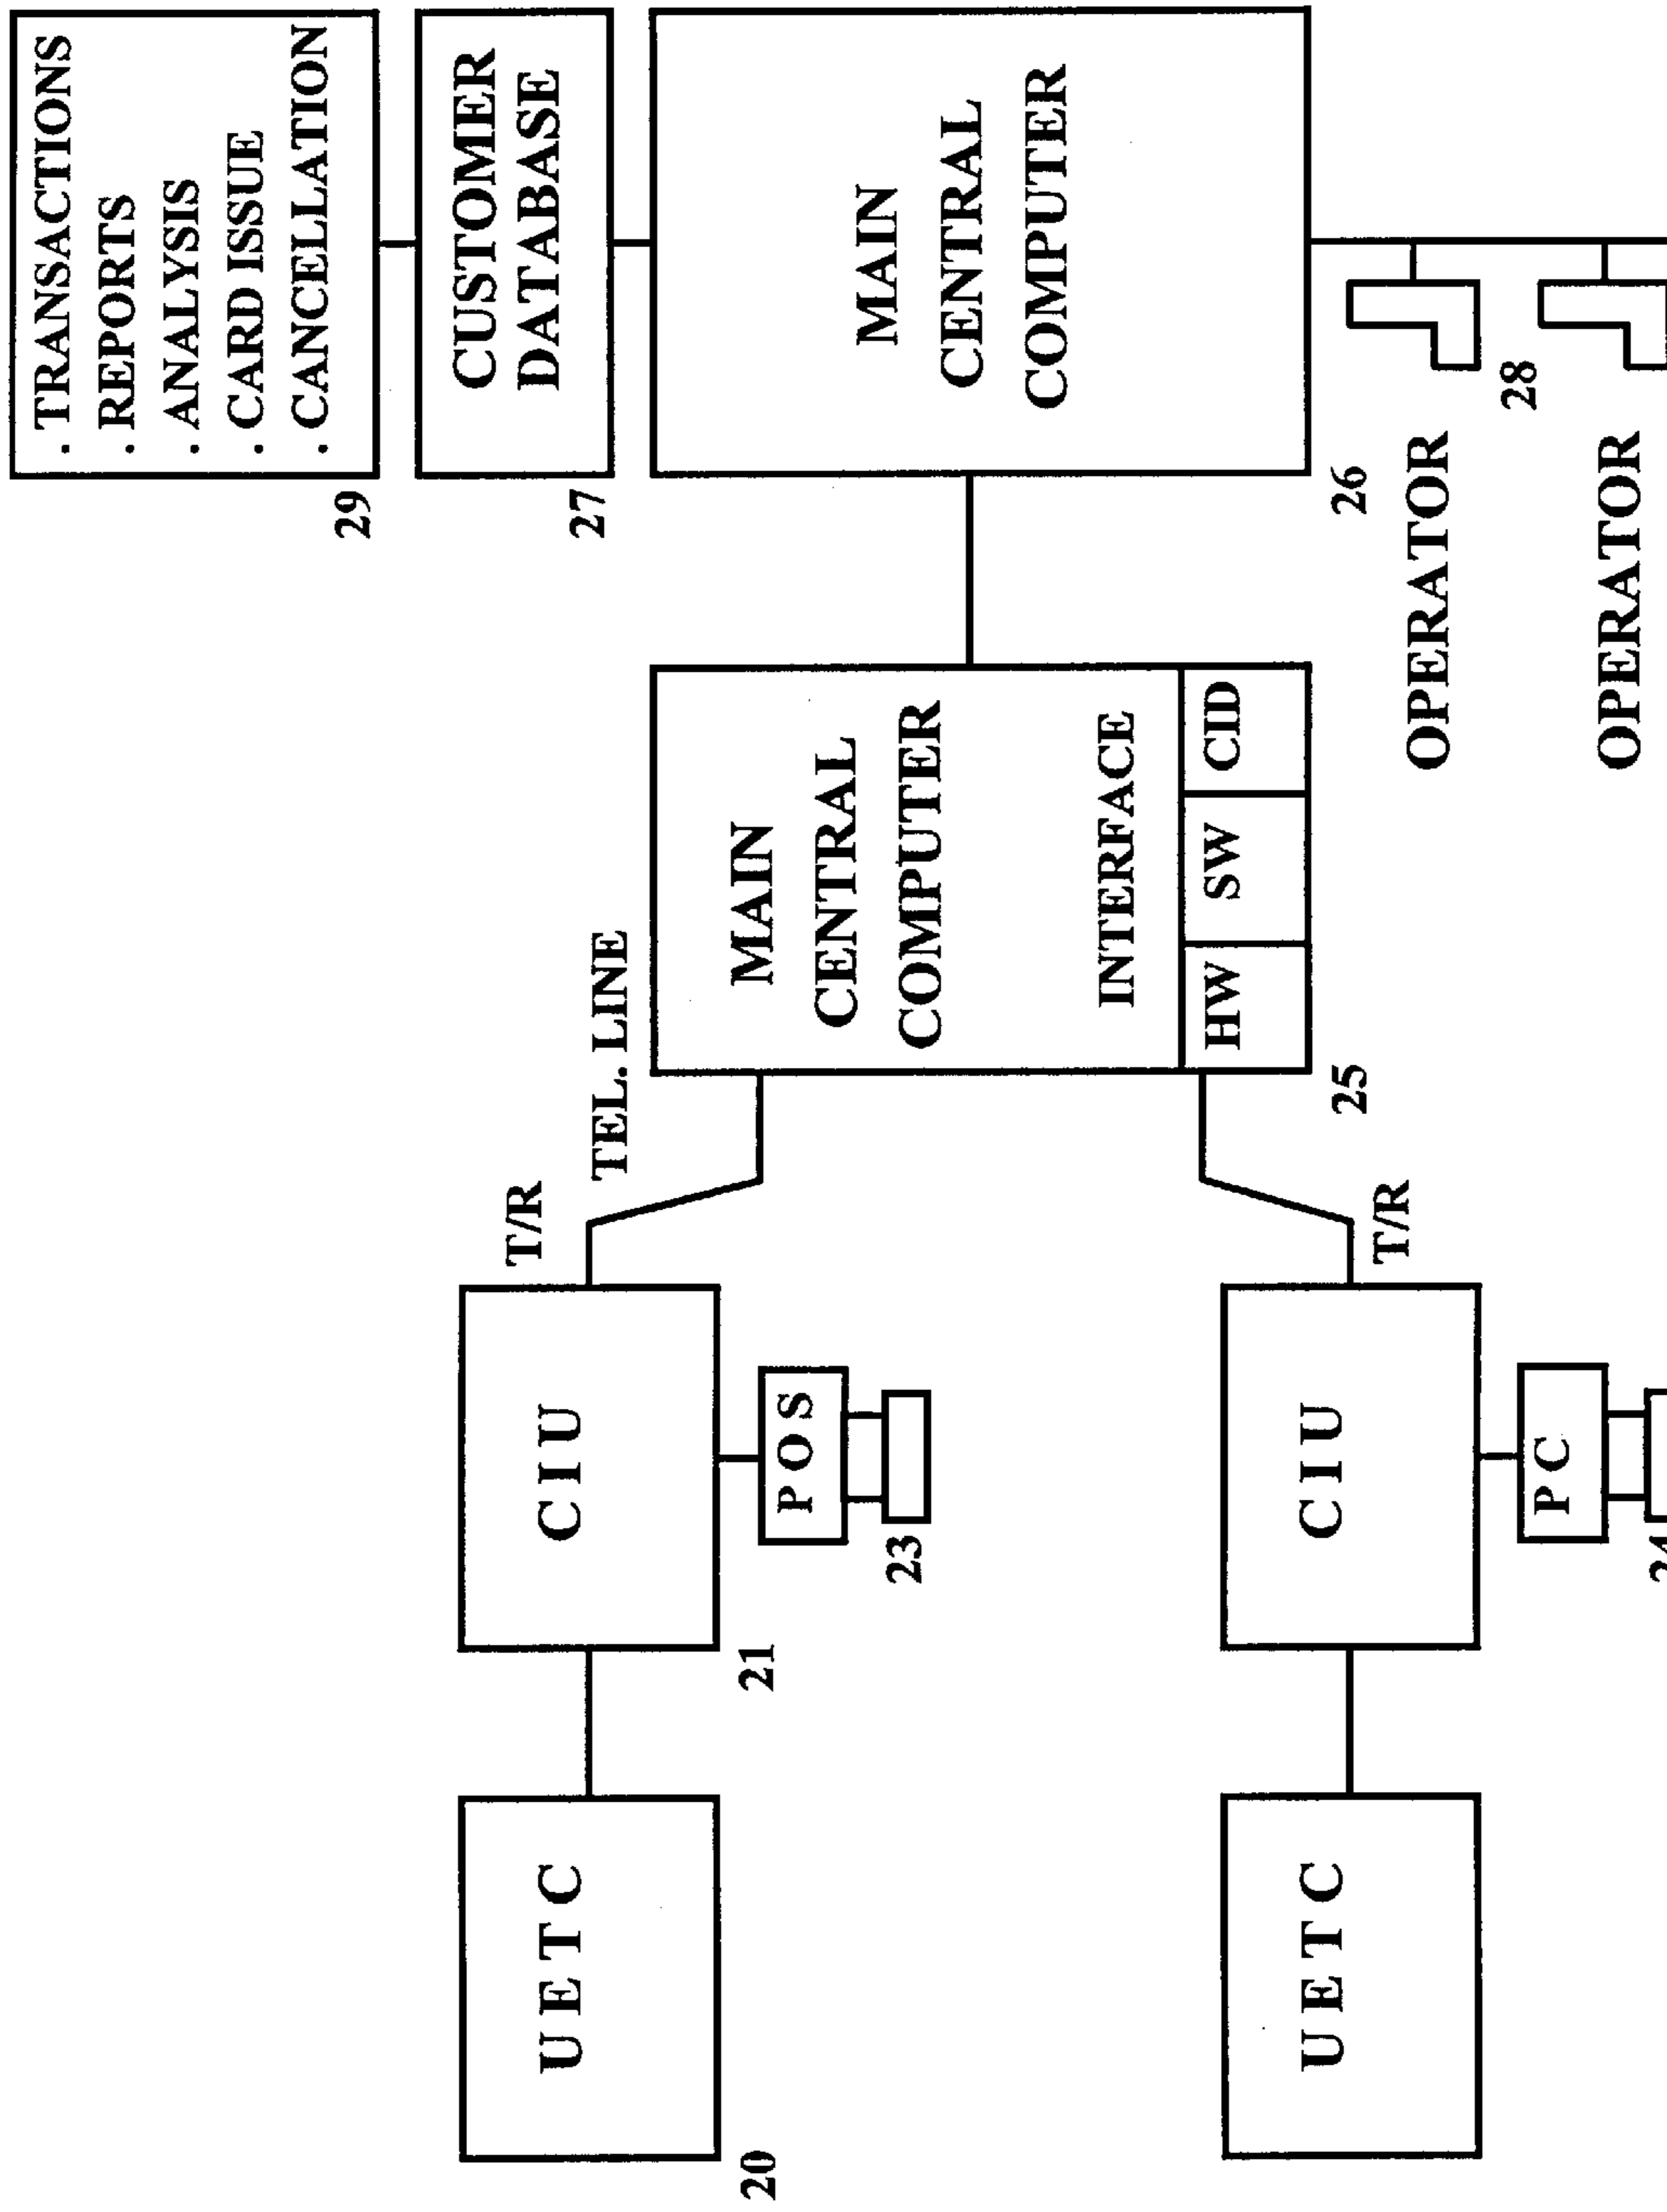 . TRANSACTIONS
. REPORTS
. ANALYSIS
. CARD ISSUE
. CANCELLATION
29
CUSTOMER
DATABASE
27
MAIN
CENTRAL
COMPUTER
26
OPERATOR
28
OPERATOR
TEL. LINE
MAIN
CENTRAL
COMPUTER
INTERFACE
HW
SW
CID
25
T/R
CIU
21
POS
23
UETC
20
T/R
CIU
PC
24
UETC